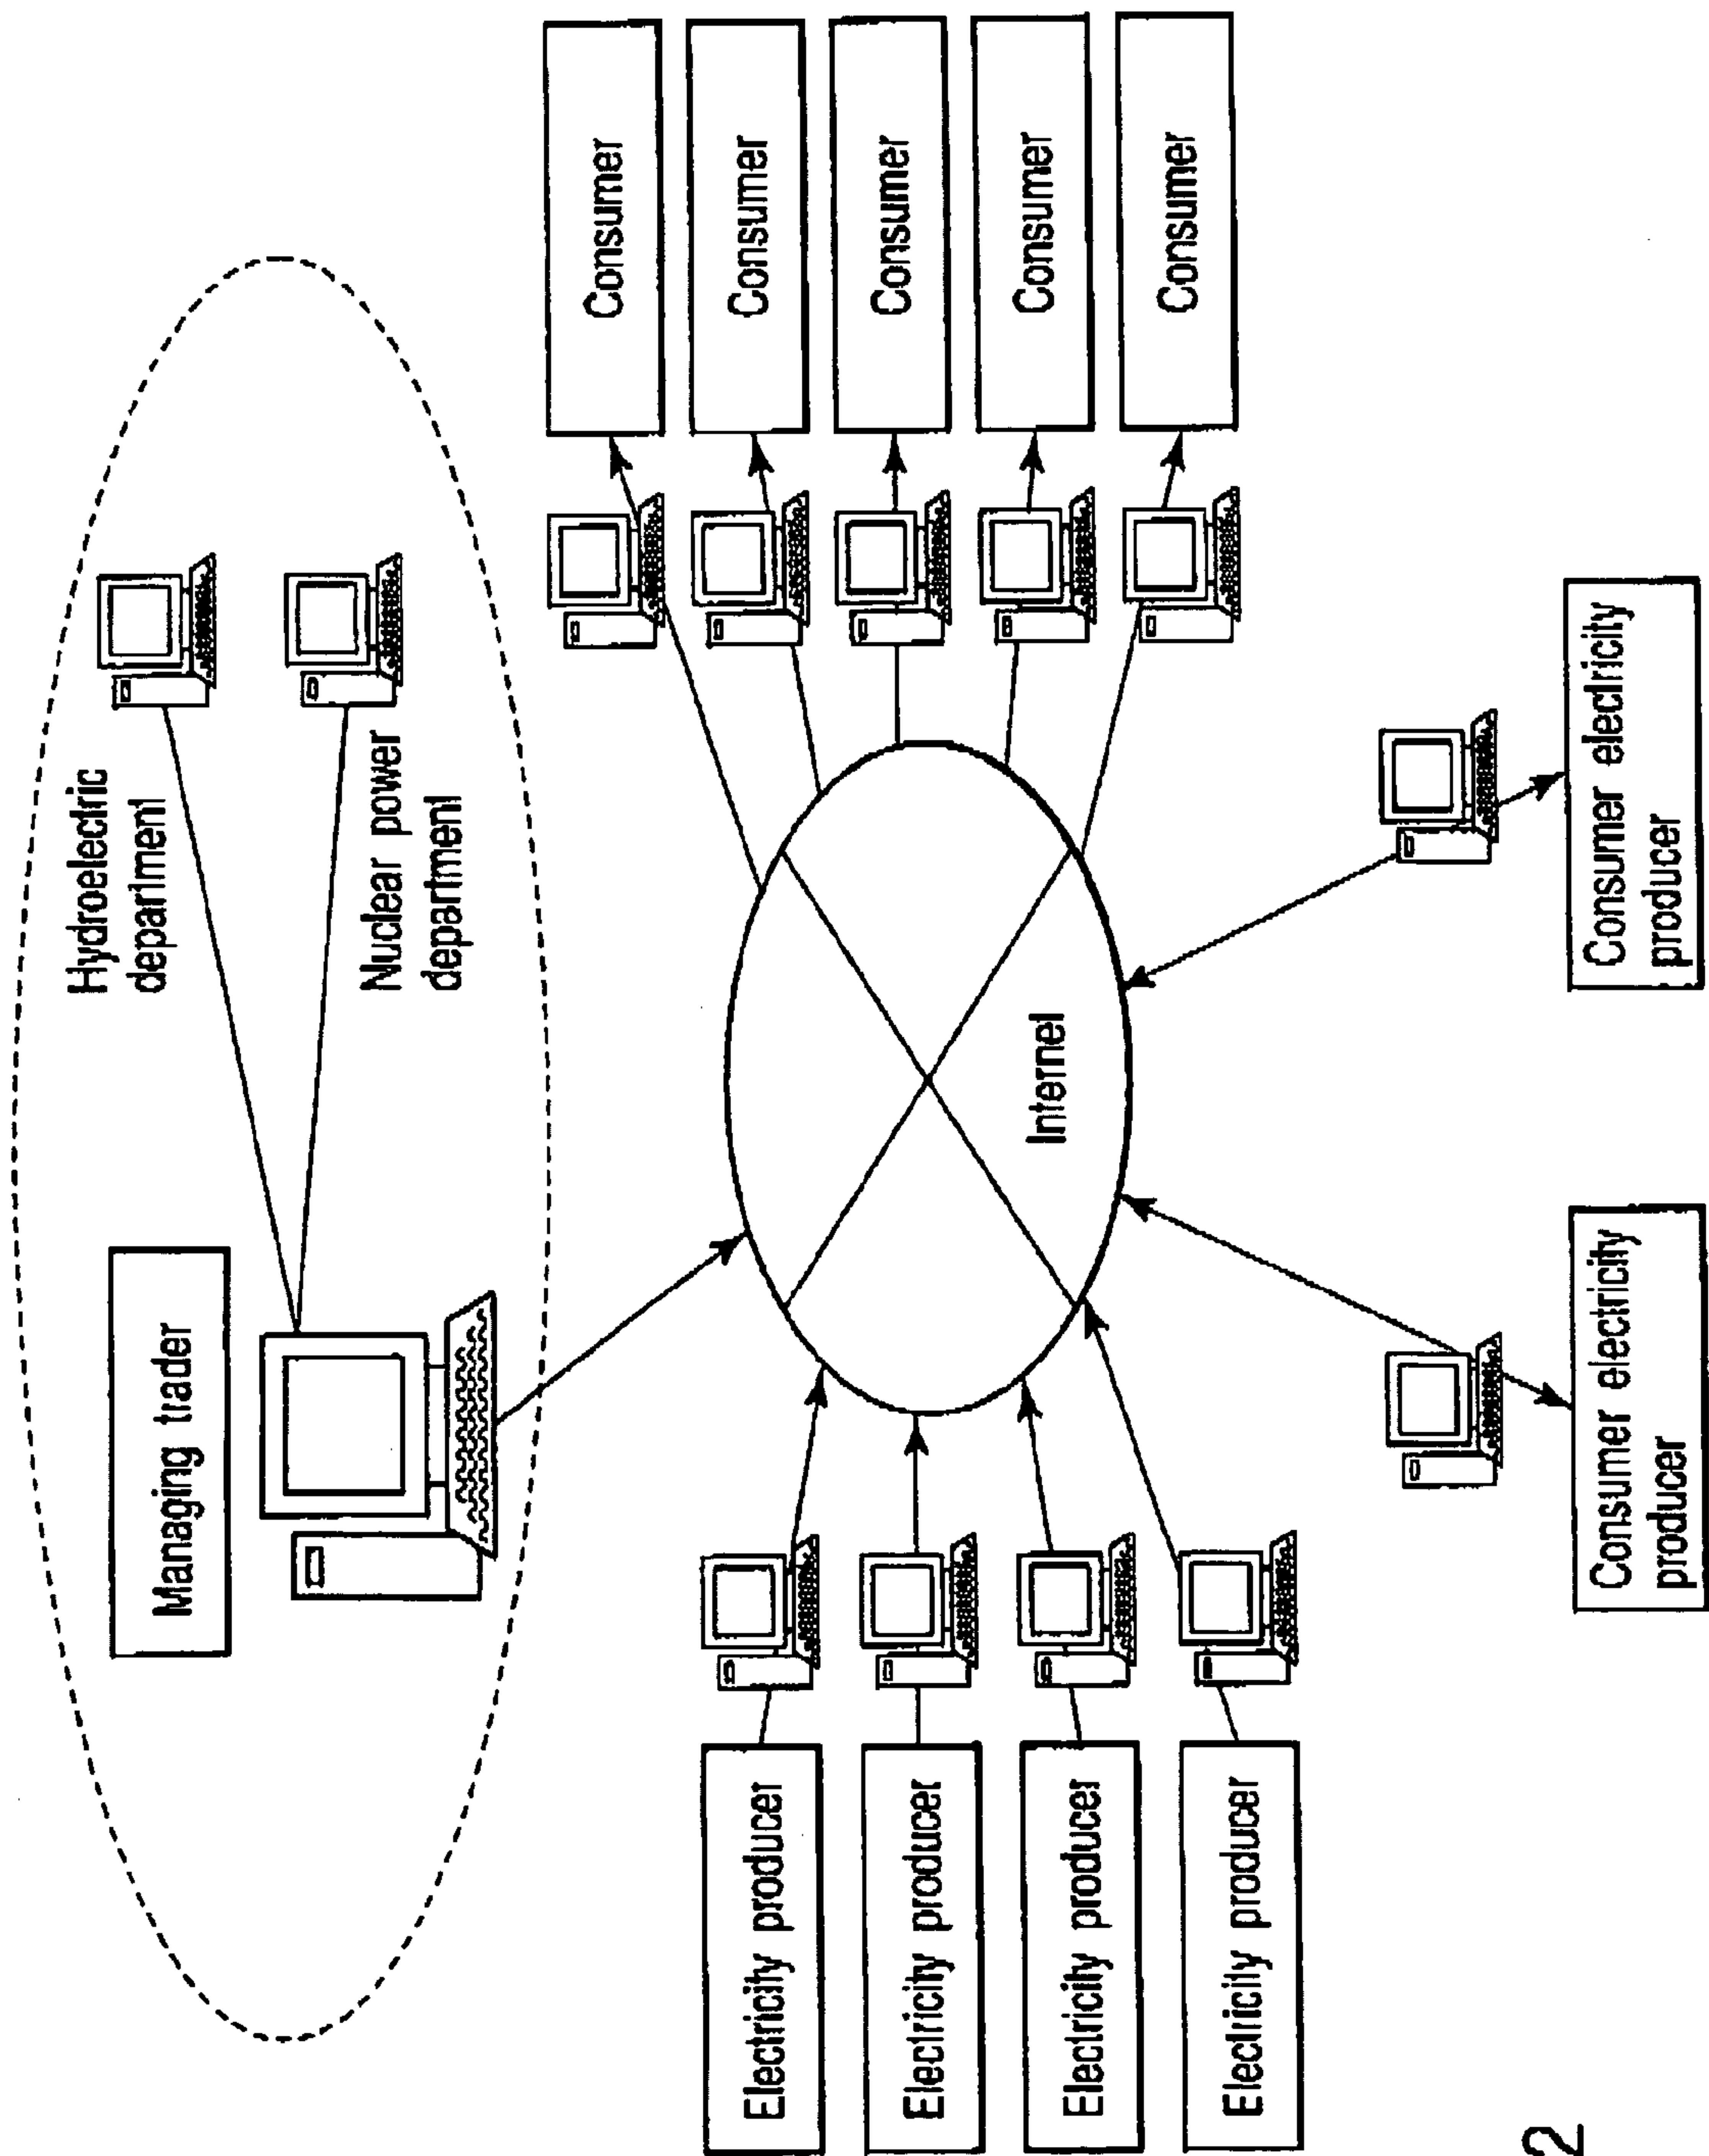 Managing trader
Hydroelectric
department
Nuclear power
department
Electricity producer
Electricity producer
Electricity producer
Electricity producer
Internet
Consumer
Consumer
Consumer
Consumer
Consumer
Consumer electricity
producer
Consumer electricity
producer
2